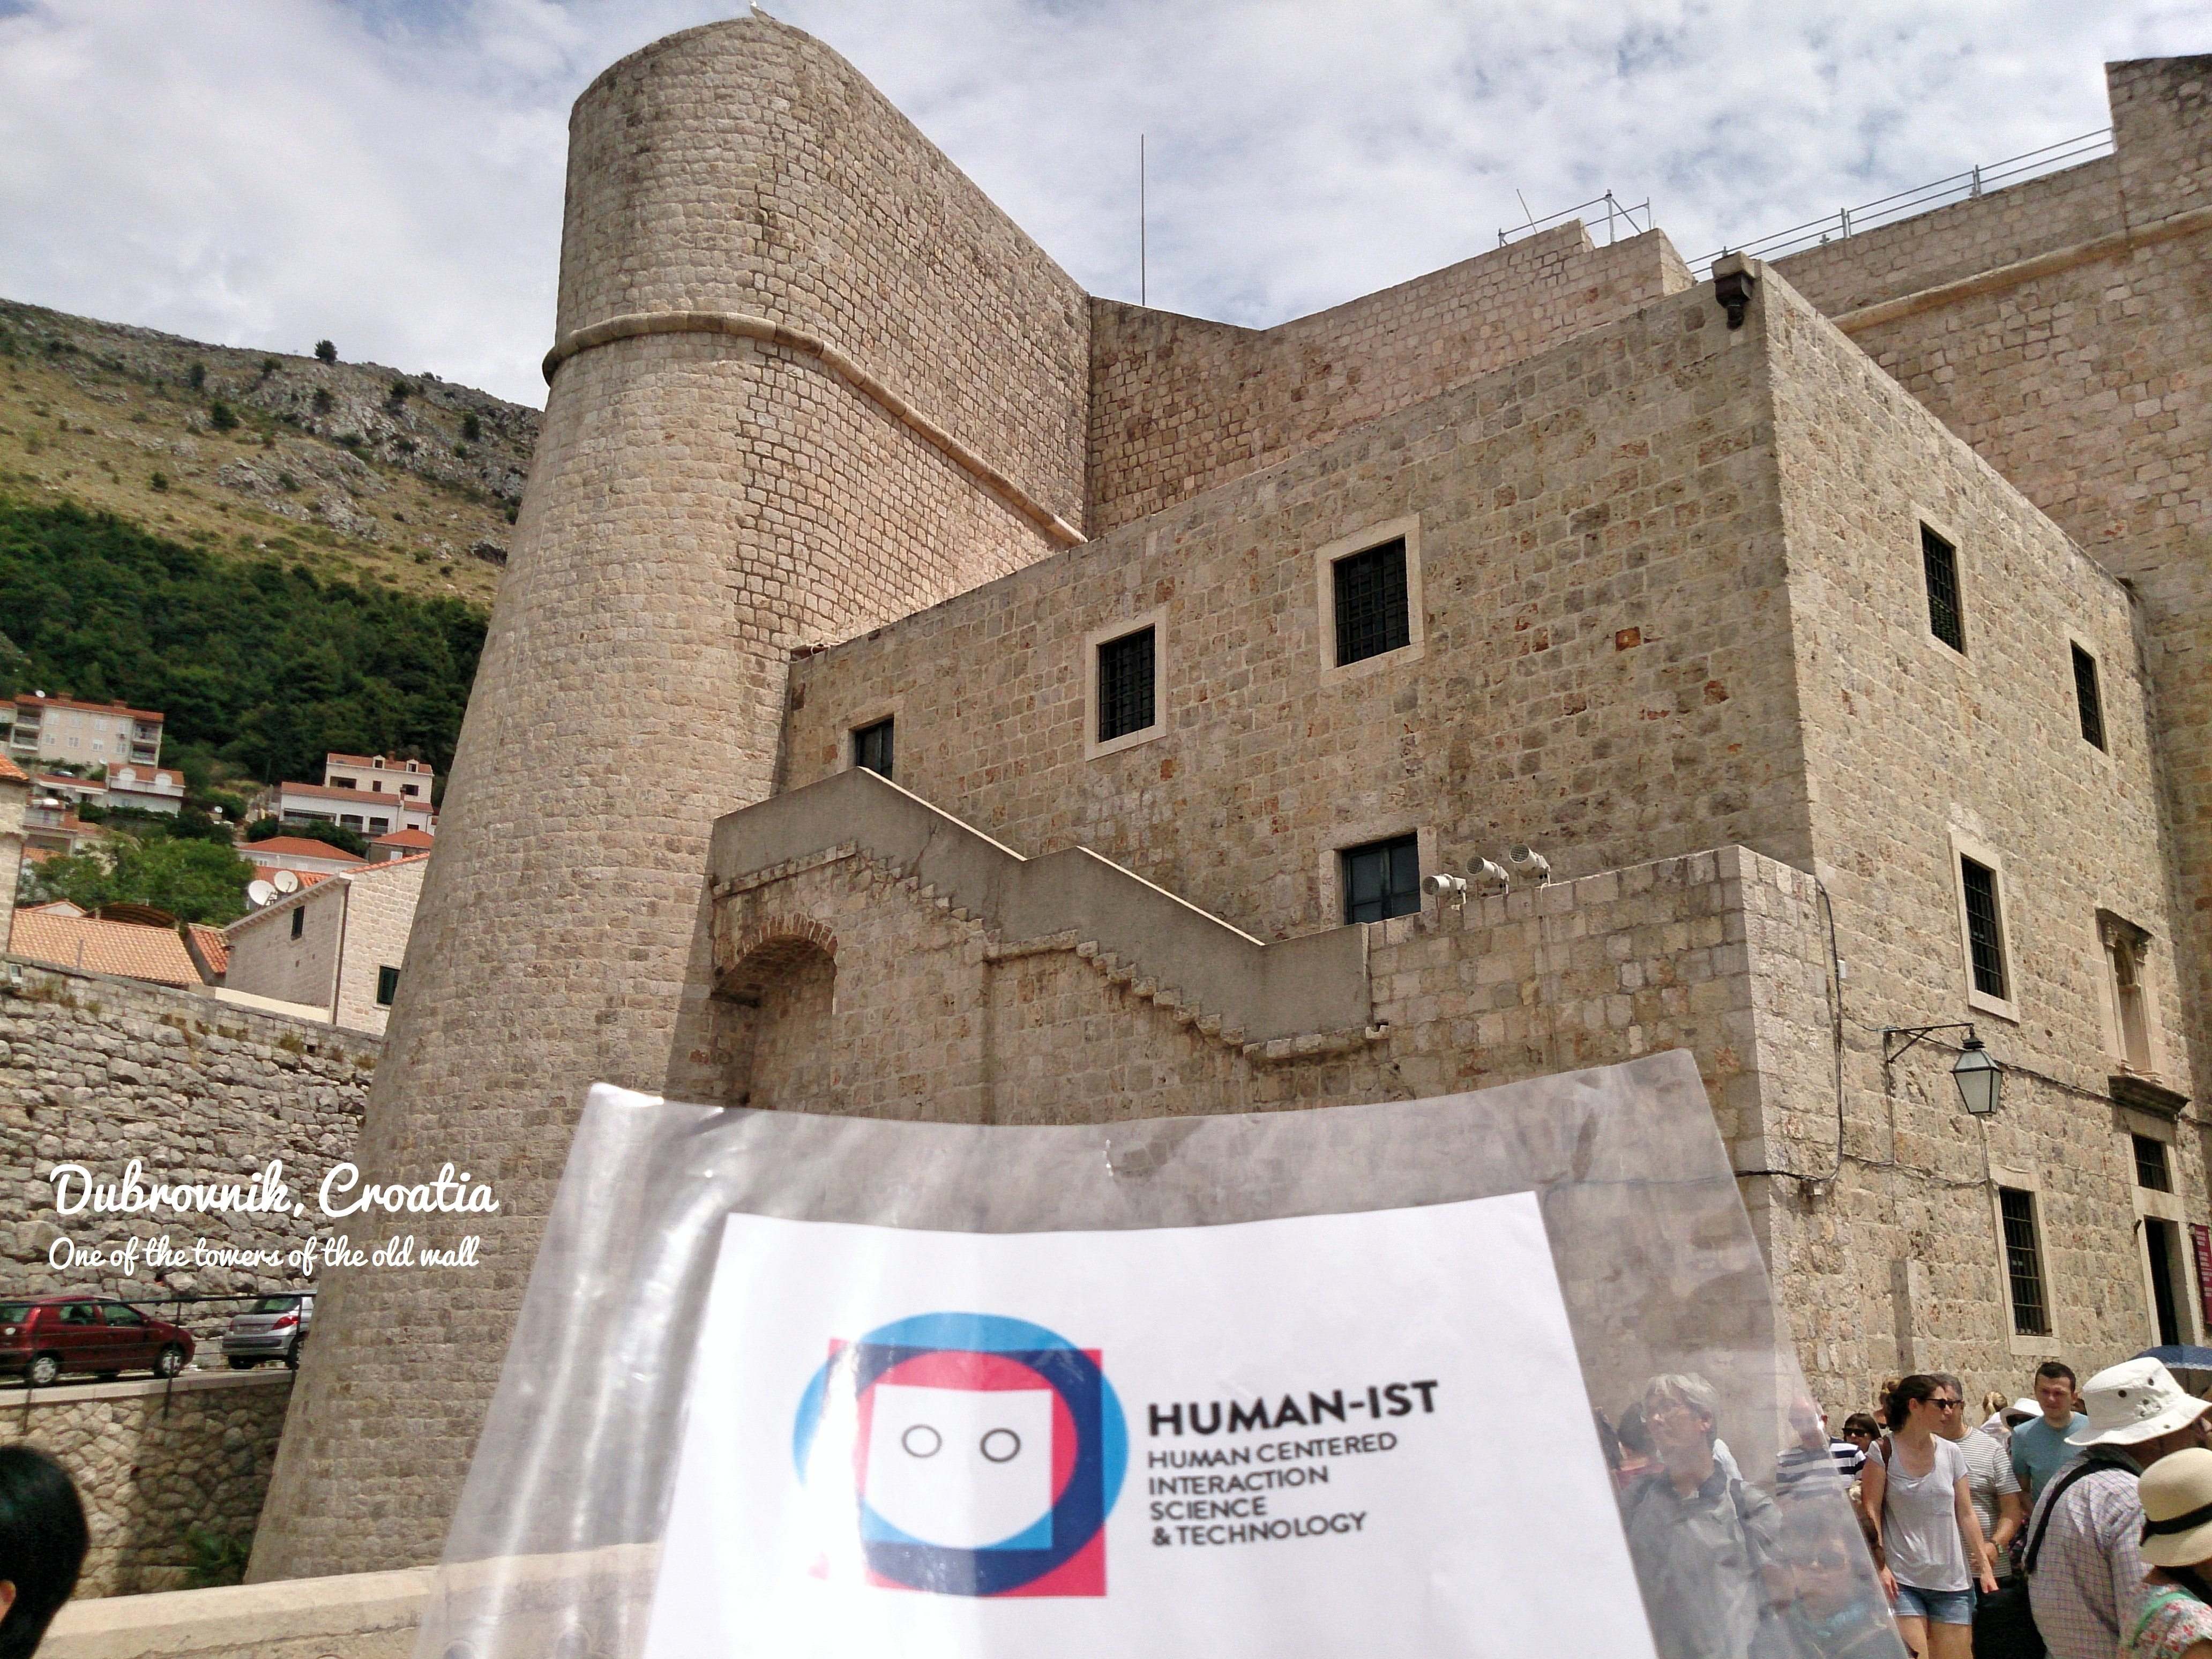 Dubrovnik, Croatia
One of the towers of the old wall
HUMAN-IST
HUMAN CENTERED
INTERACTION
SCIENCE
& TECHNOLOGY